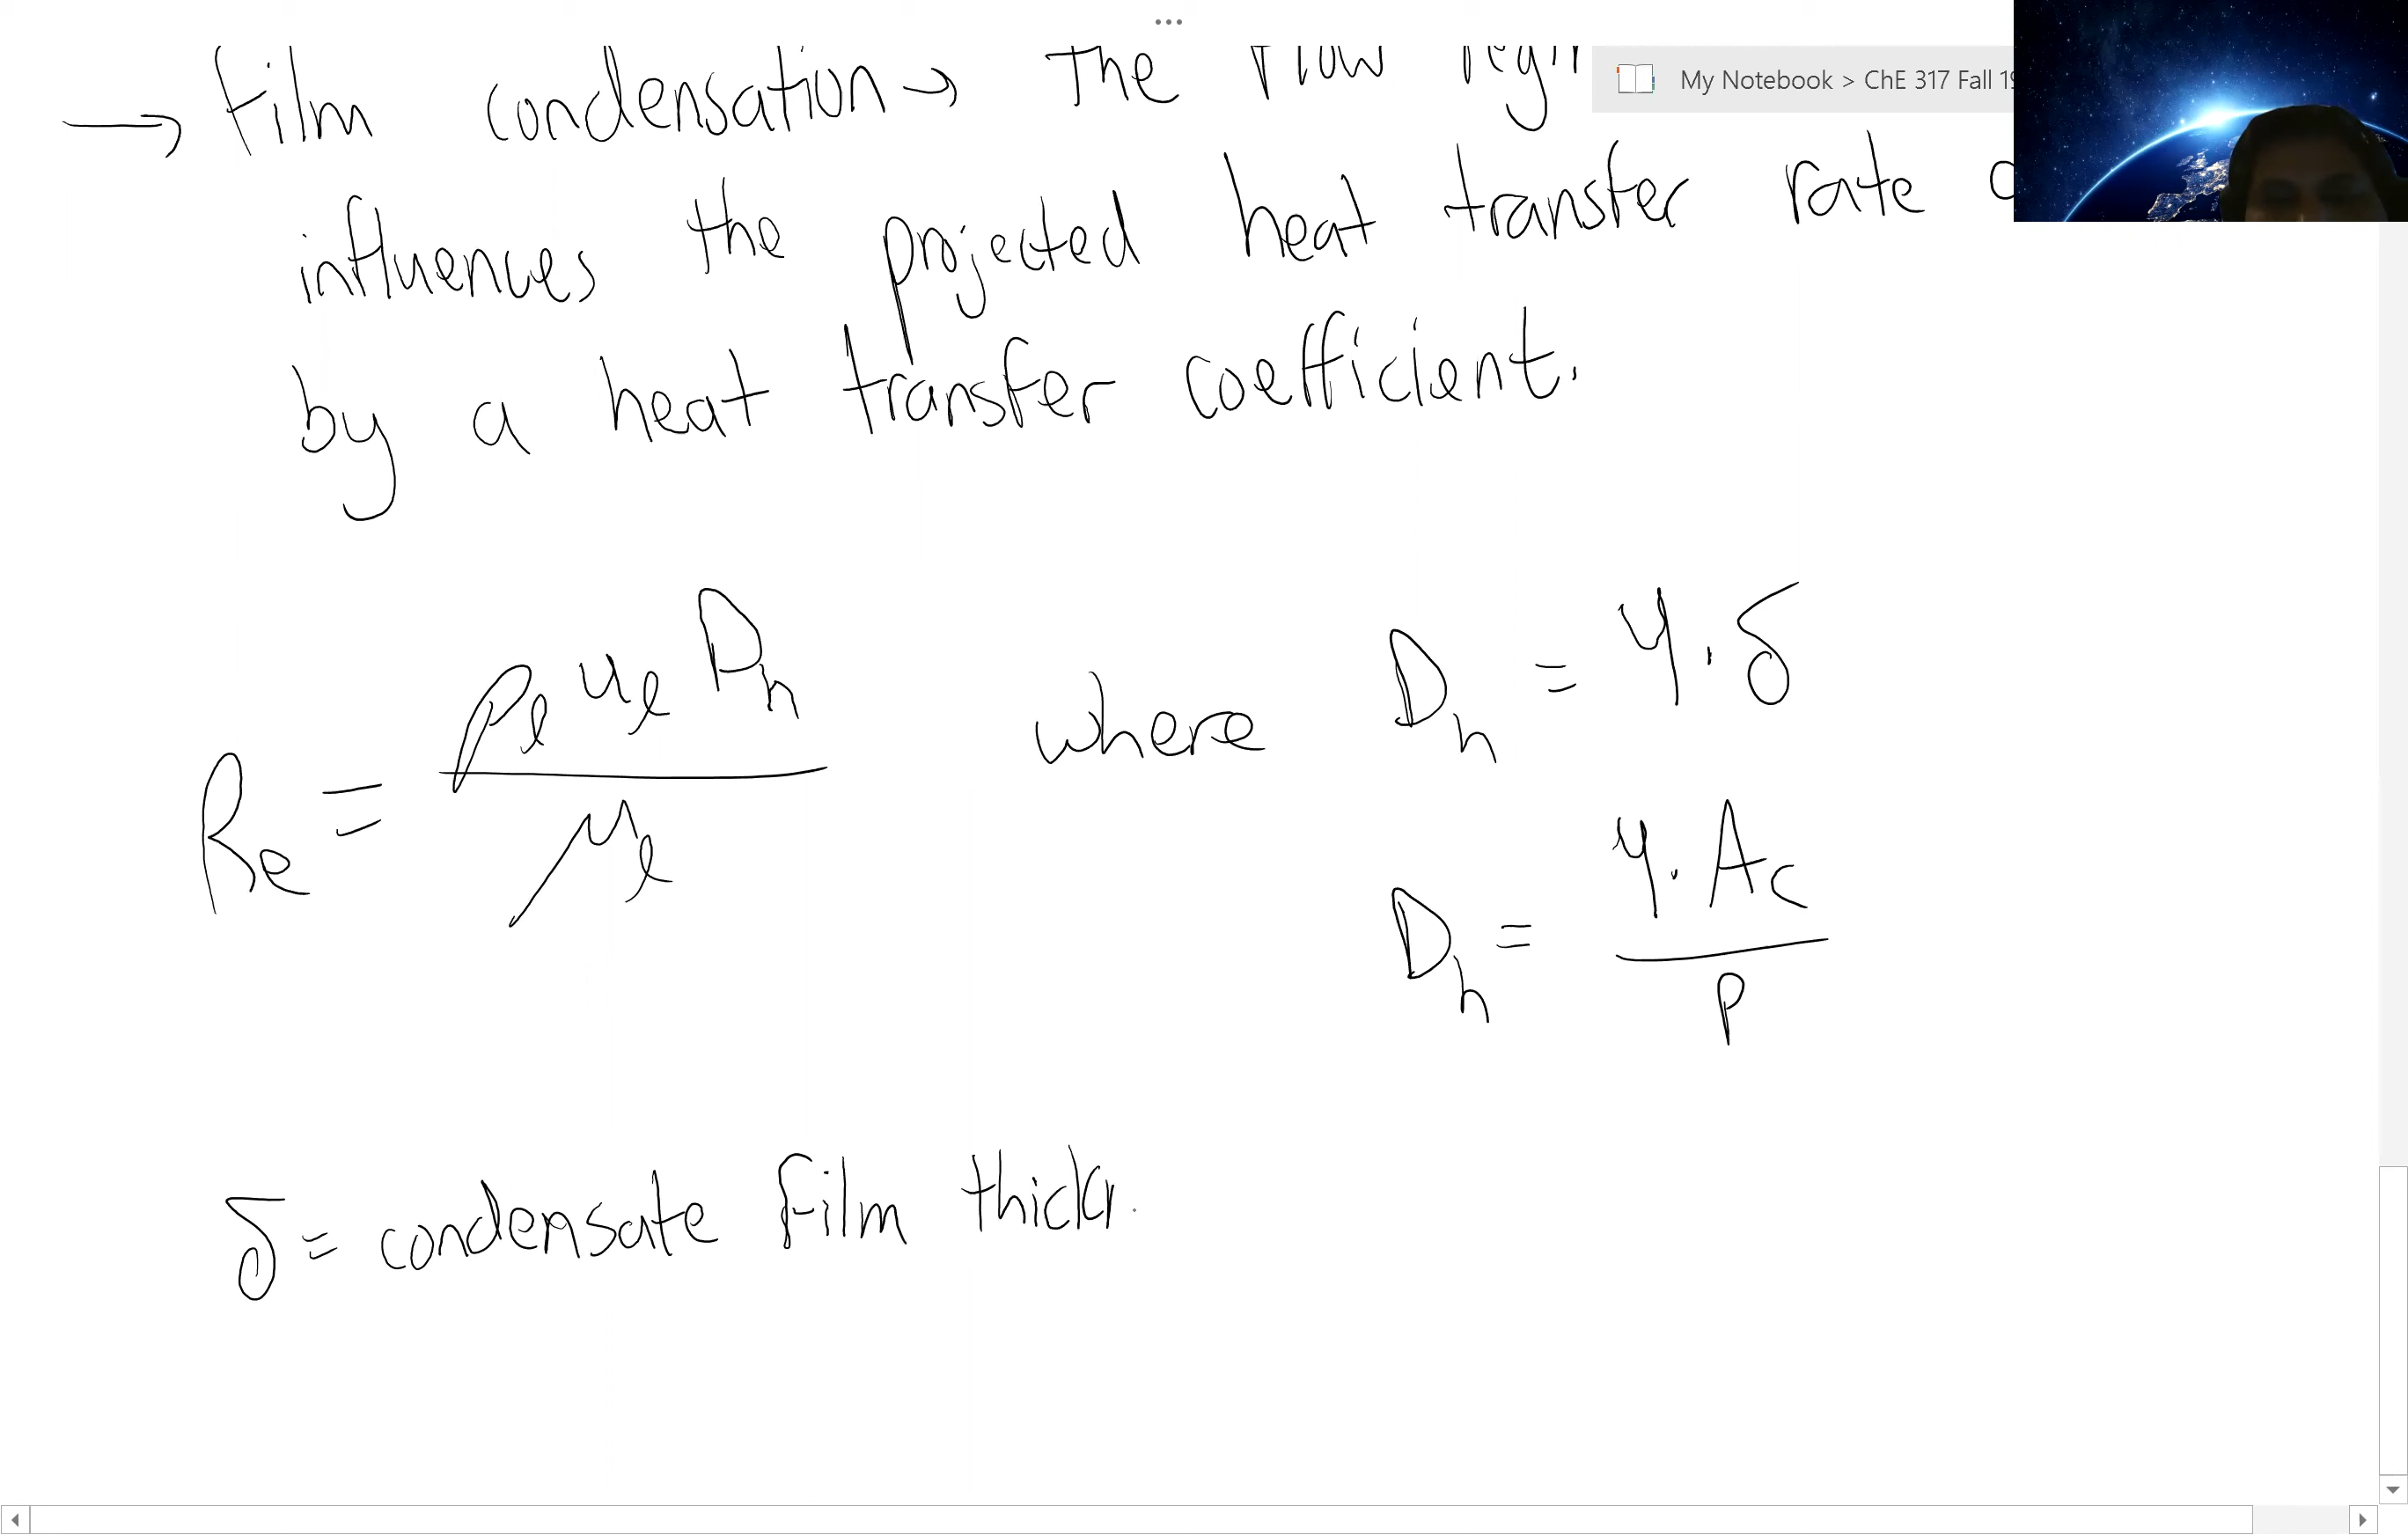 → Film condensation → The flow
My Notebook > ChE 317 Fall
influences the projected heat transfer rate
by a heat transfer coefficient.
Re = ρℓ uℓ Dh / μℓ where Dh = 4·δ
Dh = 4·Ac / P
δ = condensate film thick